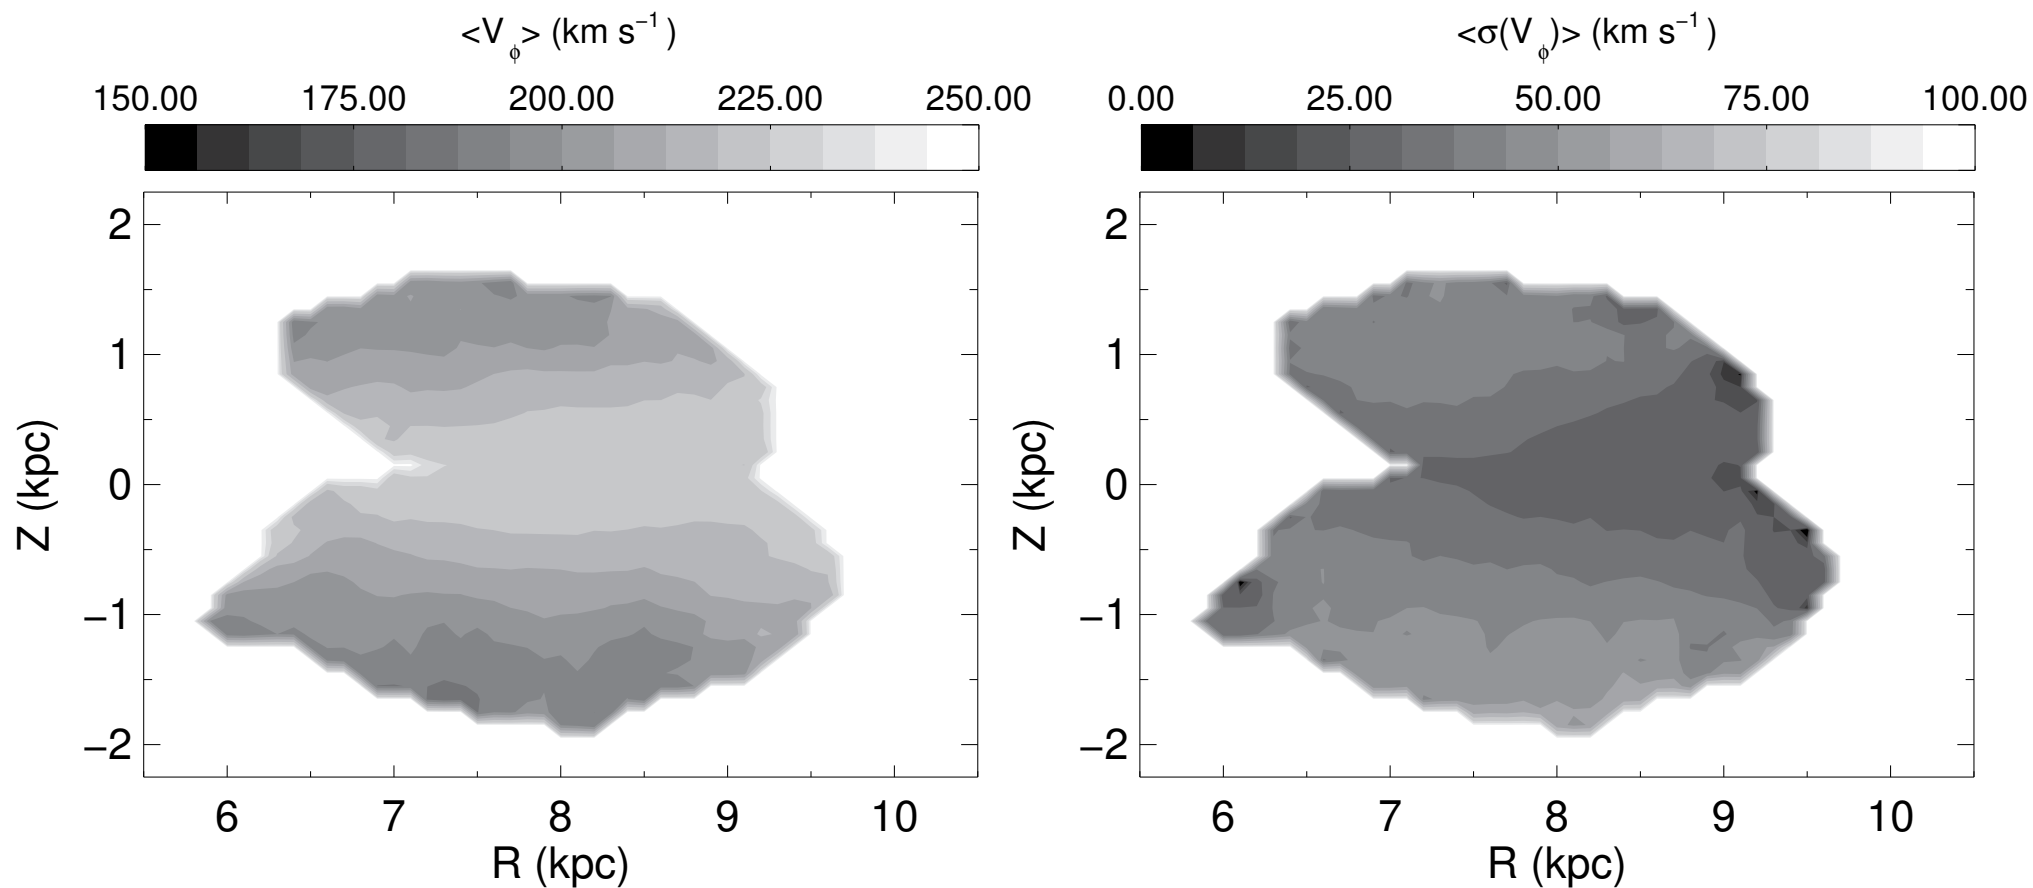 <V_ϕ> (km s⁻¹)
150.00 175.00 200.00 225.00 250.00
2
1
0
−1
−2
Z (kpc)
6 7 8 9 10
R (kpc)
<σ(V_ϕ)> (km s⁻¹)
0.00 25.00 50.00 75.00 100.00
2
1
0
−1
−2
Z (kpc)
6 7 8 9 10
R (kpc)